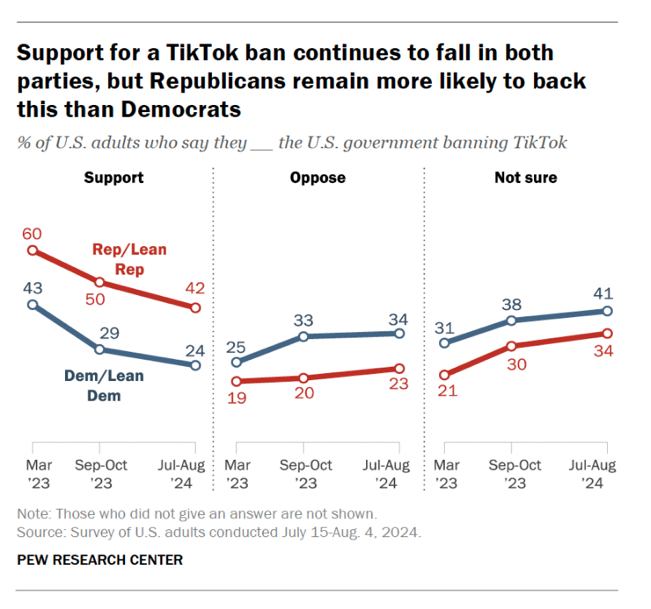 Support for a TikTok ban continues to fall in both
parties, but Republicans remain more likely to back
this than Democrats
% of U.S. adults who say they __ the U.S. government banning TikTok
Support
60
Rep/Lean
Rep
50
42
43
29
24
Dem/Lean
Dem
Mar
'23
Sep-Oct
'23
Jul-Aug
'24
Oppose
25
33
34
19
20
23
Mar
'23
Sep-Oct
'23
Jul-Aug
'24
Not sure
31
38
41
21
30
34
Mar
'23
Sep-Oct
'23
Jul-Aug
'24
Note: Those who did not give an answer are not shown.
Source: Survey of U.S. adults conducted July 15-Aug. 4, 2024.
PEW RESEARCH CENTER